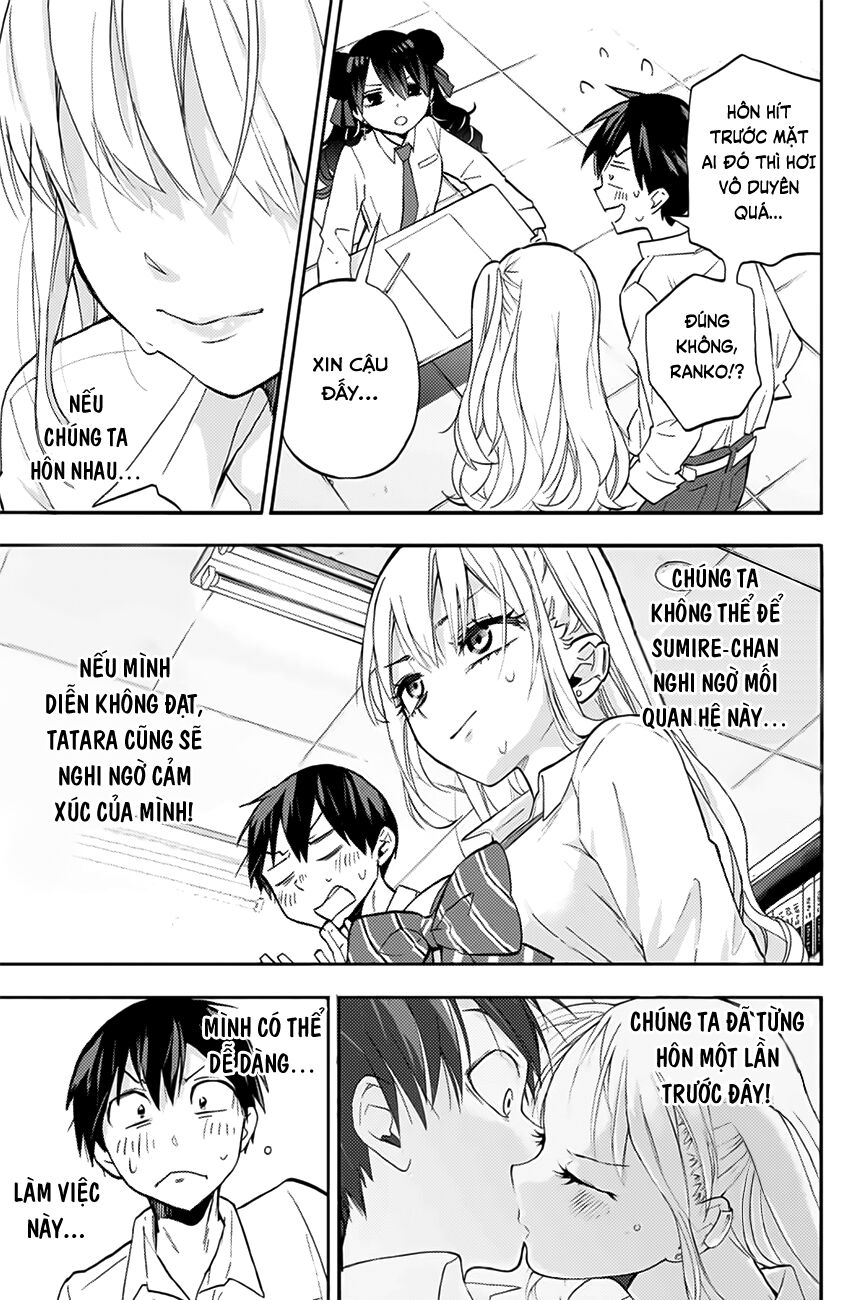 HÔN HÍT
TRƯỚC MẶT
AI ĐÓ THÌ HƠI
VÔ DUYÊN
QUÁ...
ĐÚNG
KHÔNG,
RANKO!?
XIN CẬU
ĐẤY...
NẾU
CHÚNG TA
HÔN NHAU...
CHÚNG TA
KHÔNG THỂ ĐỂ
SUMIRE-CHAN
NGHI NGỜ MỐI
QUAN HỆ NÀY...
NẾU MÌNH
DIỄN KHÔNG ĐẠT,
TATARA CŨNG SẼ
NGHI NGỜ CẢM
XÚC CỦA MÌNH!
CHÚNG TA ĐÃ TỪNG
HÔN MỘT LẦN
TRƯỚC ĐÂY!
MÌNH CÓ THỂ
DỄ DÀNG...
LÀM VIỆC
NÀY...